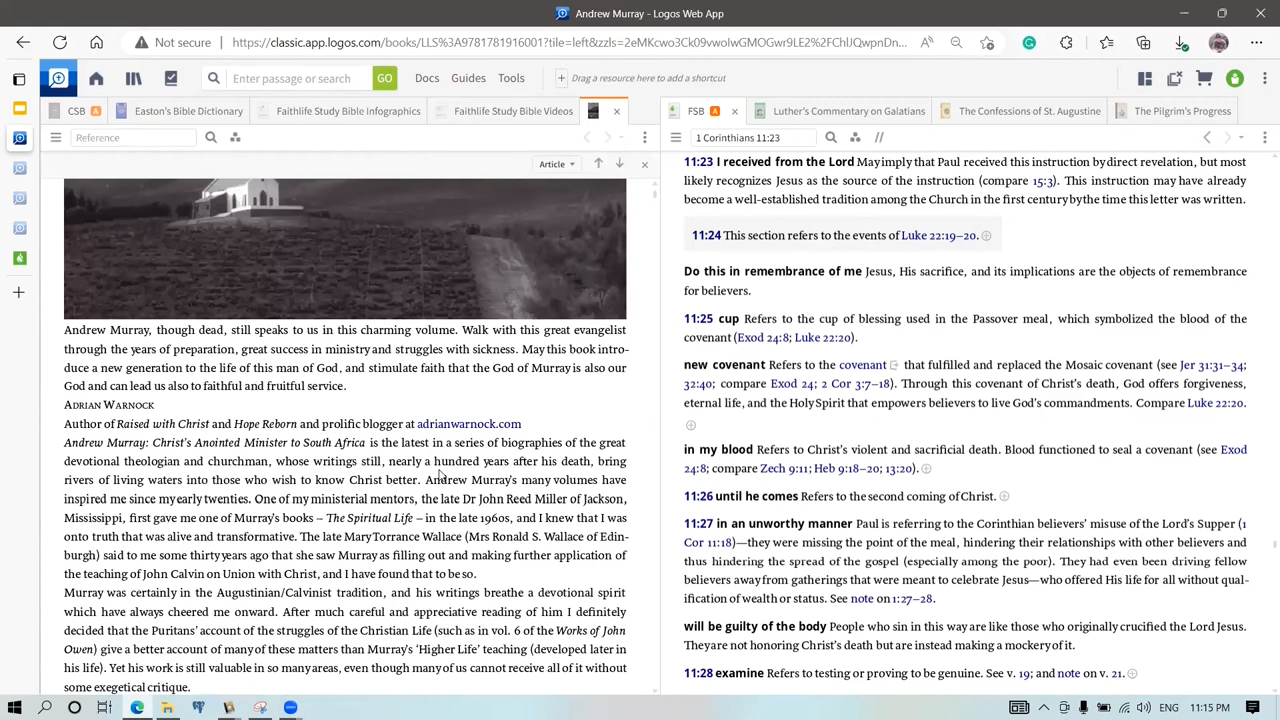 Andrew Murray - Logos Web App
Not secure
https://classic.app.logos.com/books/LLS%3A9781781916001?tile=left&zzls=2eMKcwo3Ck09vwolwGMOGwr9LE2%2FChlJQwpnDn...
Enter passage or search
GO
Docs Guides Tools
Drag a resource here to add a shortcut
CSB A Easton's Bible Dictionary Faithlife Study Bible Infographics Faithlife Study Bible Videos
Reference
Article
Andrew Murray, though dead, still speaks to us in this charming volume. Walk with this great evangelist
through the years of preparation, great success in ministry and struggles with sickness. May this book intro-
duce a new generation to the life of this man of God, and stimulate faith that the God of Murray is also our
God and can lead us also to faithful and fruitful service.
ADRIAN WARNOCK
Author of Raised with Christ and Hope Reborn and prolific blogger at adrianwarnock.com
Andrew Murray: Christ's Anointed Minister to South Africa is the latest in a series of biographies of the great
devotional theologian and churchman, whose writings still, nearly a hundred years after his death, bring
rivers of living waters into those who wish to know Christ better. Andrew Murray's many volumes have
inspired me since my early twenties. One of my ministerial mentors, the late Dr John Reed Miller of Jackson,
Mississippi, first gave me one of Murray's books – The Spiritual Life – in the late 1960s, and I knew that I was
onto truth that was alive and transformative. The late Mary Torrance Wallace (Mrs Ronald S. Wallace of Edin-
burgh) said to me some thirty years ago that she saw Murray as filling out and making further application of
the teaching of John Calvin on Union with Christ, and I have found that to be so.
Murray was certainly in the Augustinian/Calvinist tradition, and his writings breathe a devotional spirit
which have always cheered me onward. After much careful and appreciative reading of him I definitely
decided that the Puritans' account of the struggles of the Christian Life (such as in vol. 6 of the Works of John
Owen) give a better account of many of these matters than Murray's 'Higher Life' teaching (developed later in
his life). Yet his work is still valuable in so many areas, even though many of us cannot receive all of it without
some exegetical critique.
FSB A Luther's Commentary on Galatians The Confessions of St. Augustine The Pilgrim's Progress
1 Corinthians 11:23
11:23 I received from the Lord May imply that Paul received this instruction by direct revelation, but most
likely recognizes Jesus as the source of the instruction (compare 15:3). This instruction may have already
become a well-established tradition among the Church in the first century by the time this letter was written.
11:24 This section refers to the events of Luke 22:19–20.
Do this in remembrance of me Jesus, His sacrifice, and its implications are the objects of remembrance
for believers.
11:25 cup Refers to the cup of blessing used in the Passover meal, which symbolized the blood of the
covenant (Exod 24:8; Luke 22:20).
new covenant Refers to the covenant that fulfilled and replaced the Mosaic covenant (see Jer 31:31–34;
32:40; compare Exod 24; 2 Cor 3:7–18). Through this covenant of Christ's death, God offers forgiveness,
eternal life, and the Holy Spirit that empowers believers to live God's commandments. Compare Luke 22:20.
in my blood Refers to Christ's violent and sacrificial death. Blood functioned to seal a covenant (see Exod
24:8; compare Zech 9:11; Heb 9:18–20; 13:20).
11:26 until he comes Refers to the second coming of Christ.
11:27 in an unworthy manner Paul is referring to the Corinthian believers' misuse of the Lord's Supper (1
Cor 11:18)—they were missing the point of the meal, hindering their relationships with other believers and
thus hindering the spread of the gospel (especially among the poor). They had even been driving fellow
believers away from gatherings that were meant to celebrate Jesus—who offered His life for all without qual-
ification of wealth or status. See note on 1:27–28.
will be guilty of the body People who sin in this way are like those who originally crucified the Lord Jesus.
They are not honoring Christ's death but are instead making a mockery of it.
11:28 examine Refers to testing or proving to be genuine. See v. 19; and note on v. 21.
11:15 PM